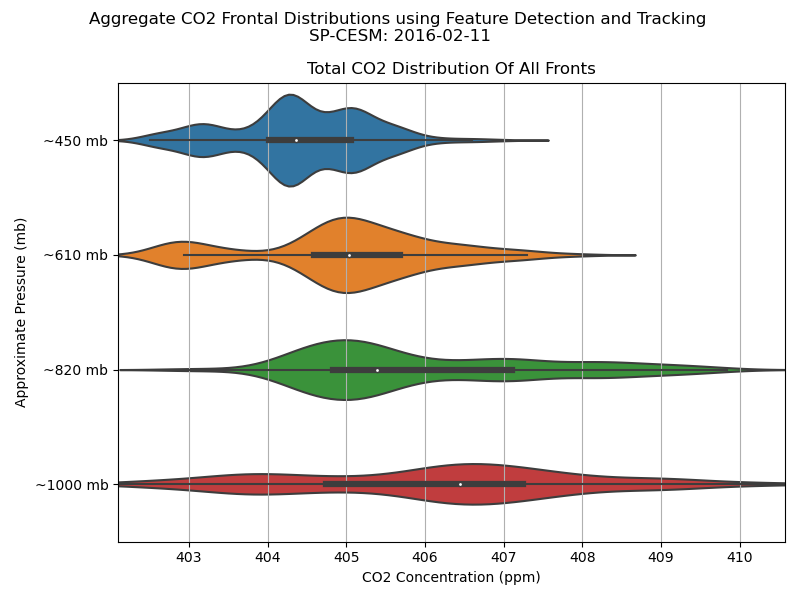 Aggregate CO2 Frontal Distributions using Feature Detection and Tracking
SP-CESM: 2016-02-11
Total CO2 Distribution Of All Fronts
Approximate Pressure (mb)
~450 mb
~610 mb
~820 mb
~1000 mb
403 404 405 406 407 408 409 410
CO2 Concentration (ppm)